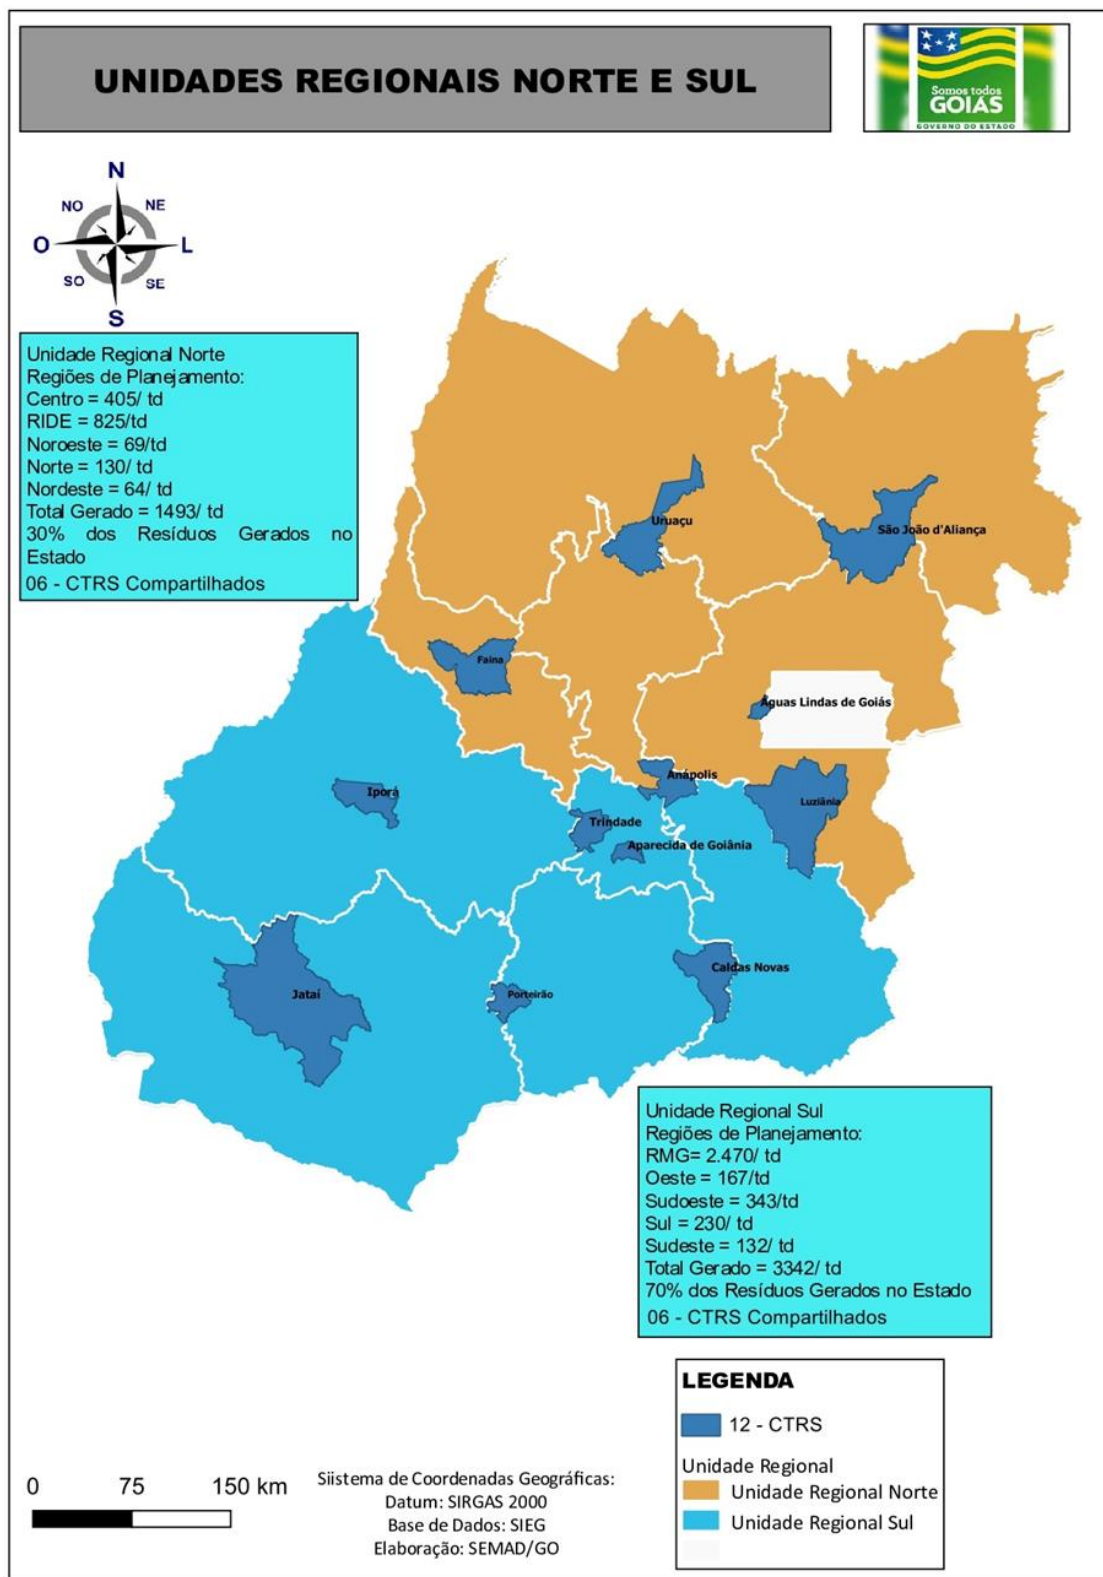 UNIDADES REGIONAIS NORTE E SUL
Somos todos
GOIÁS
GOVERNO DO ESTADO
N
NO
NE
O
L
SO
SE
S
Unidade Regional Norte
Regiões de Planejamento:
Centro = 405/ td
RIDE = 825/td
Noroeste = 69/td
Norte = 130/ td
Nordeste = 64/ td
Total Gerado = 1493/ td
30% dos Resíduos Gerados no
Estado
06 - CTRS Compartilhados
Uruaçu
São João d'Aliança
Faina
Águas Lindas de Goiás
Anápolis
Iporá
Luziânia
Trindade
Aparecida de Goiânia
Caldas Novas
Jataí
Porteirão
Unidade Regional Sul
Regiões de Planejamento:
RMG= 2.470/ td
Oeste = 167/td
Sudoeste = 343/td
Sul = 230/ td
Sudeste = 132/ td
Total Gerado = 3342/ td
70% dos Resíduos Gerados no Estado
06 - CTRS Compartilhados
LEGENDA
12 - CTRS
Unidade Regional
Unidade Regional Norte
Unidade Regional Sul
0 75 150 km
Siistema de Coordenadas Geográficas:
Datum: SIRGAS 2000
Base de Dados: SIEG
Elaboração: SEMAD/GO